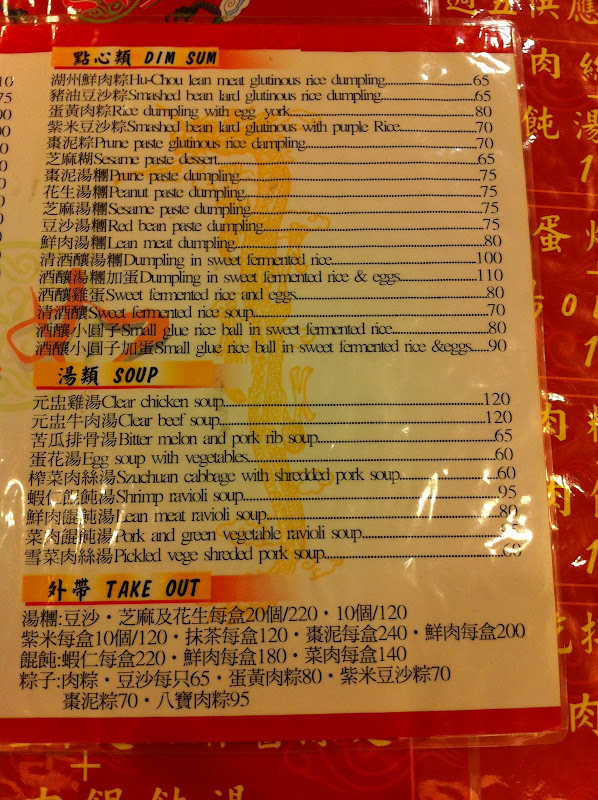 點心類 DIM SUM
湖州鮮肉粽Hu-Chou lean meat glutinous rice dumpling 65
豬油豆沙粽Smashed bean lard glutinous rice dumpling 65
蛋黃肉粽Rice dumpling with egg york 80
紫米豆沙粽Smashed bean lard glutinous with purple Rice 70
棗泥粽Prune paste glutinous rice dampling 70
芝麻糊Sesame paste dessert 65
棗泥湯糰Prune paste dumpling 75
花生湯糰Peanut paste dumpling 75
芝麻湯糰Sesame paste dumpling 75
豆沙湯糰Red bean paste dumpling 75
鮮肉湯糰Lean meat dumpling 80
清酒釀湯糰Dumpling in sweet fermented rice 100
酒釀湯糰加蛋Dumpling in sweet fermented rice & eggs 110
酒釀雞蛋Sweet fermented rice and eggs 80
清酒釀Sweet fermented rice soup 70
酒釀小圓子Small glue rice ball in sweet fermented rice 80
酒釀小圓子加蛋Small glue rice ball in sweet fermented rice &eggs 90
湯類 SOUP
元盅雞湯Clear chicken soup 120
元盅牛肉湯Clear beef soup 120
苦瓜排骨湯Bitter melon and pork rib soup 65
蛋花湯Egg soup with vegetables 60
榨菜肉絲湯Szuchuan cabbage with shredded pork soup 60
蝦仁餛飩湯Shrimp ravioli soup 95
鮮肉餛飩湯Lean meat ravioli soup 80
菜肉餛飩湯Pork and green vegetable ravioli soup
雪菜肉絲湯Pickled vege shreded pork soup 60
外帶 TAKE OUT
湯糰:豆沙・芝麻及花生每盒20個/220・10個/120
紫米每盒10個/120・抹茶每盒120・棗泥每盒240・鮮肉每盒200
餛飩:蝦仁每盒220・鮮肉每盒180・菜肉每盒140
粽子:肉粽・豆沙每只65・蛋黃肉粽80・紫米豆沙粽70
棗泥粽70・八寶肉粽95